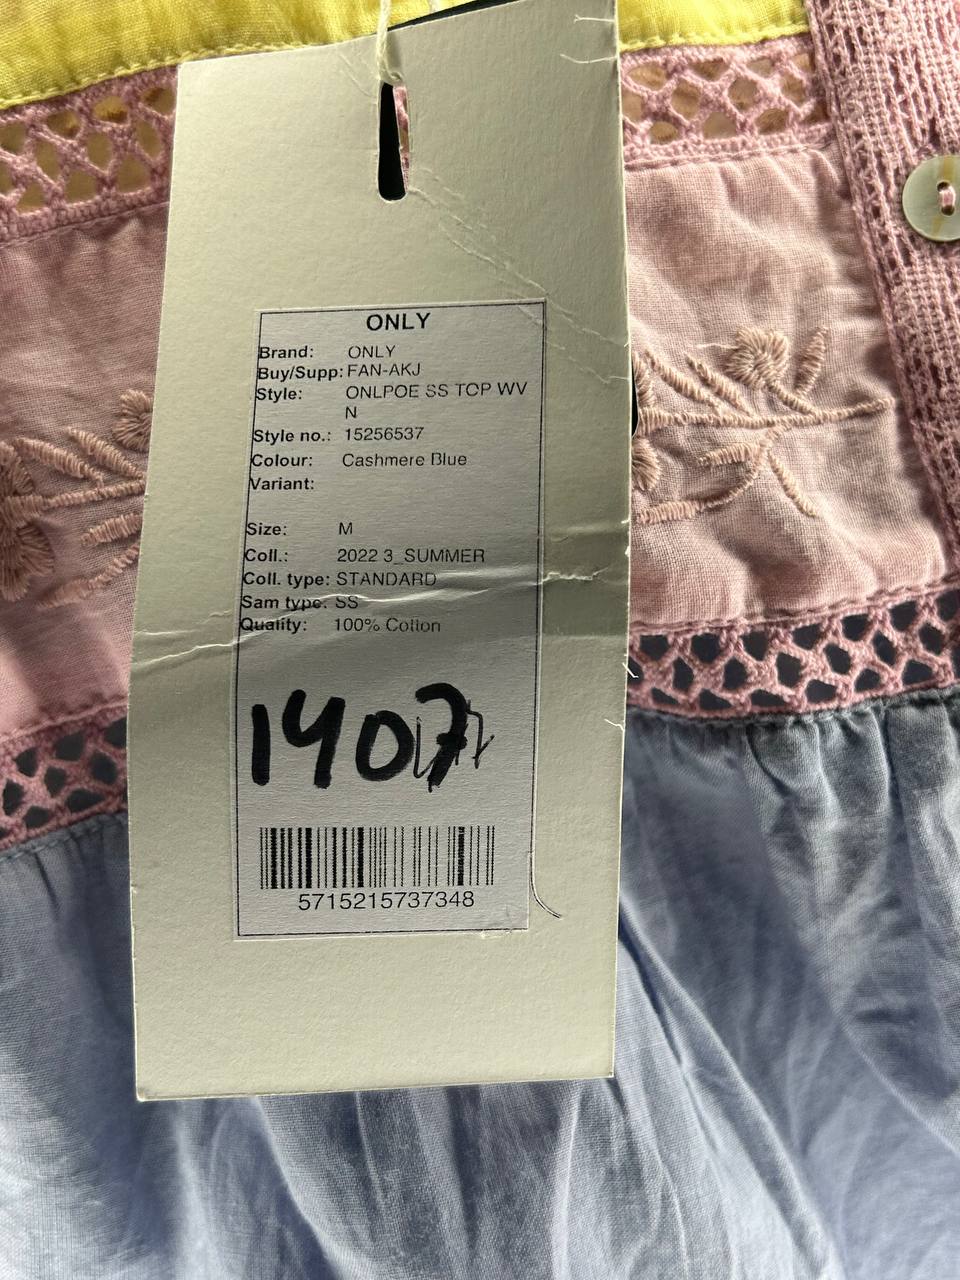 ONLY
Brand: ONLY
Buy/Supp: FAN-AKJ
Style: ONLPOE SS TOP WV
N
Style no.: 15256537
Colour: Cashmere Blue
Variant:
Size: M
Coll.: 2022 3_SUMMER
Coll. type: STANDARD
Sam type: SS
Quality: 100% Cotton
1407
5715215737348